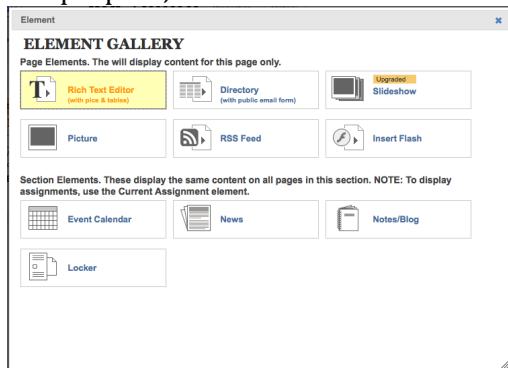 Element
ELEMENT GALLERY
Page Elements. The will display content for this page only.
Rich Text Editor
(with pics & tables)
Directory
(with public email form)
Upgraded
Slideshow
Picture
RSS Feed
Insert Flash
Section Elements. These display the same content on all pages in this section. NOTE: To display
assignments, use the Current Assignment element.
Event Calendar
News
Notes/Blog
Locker